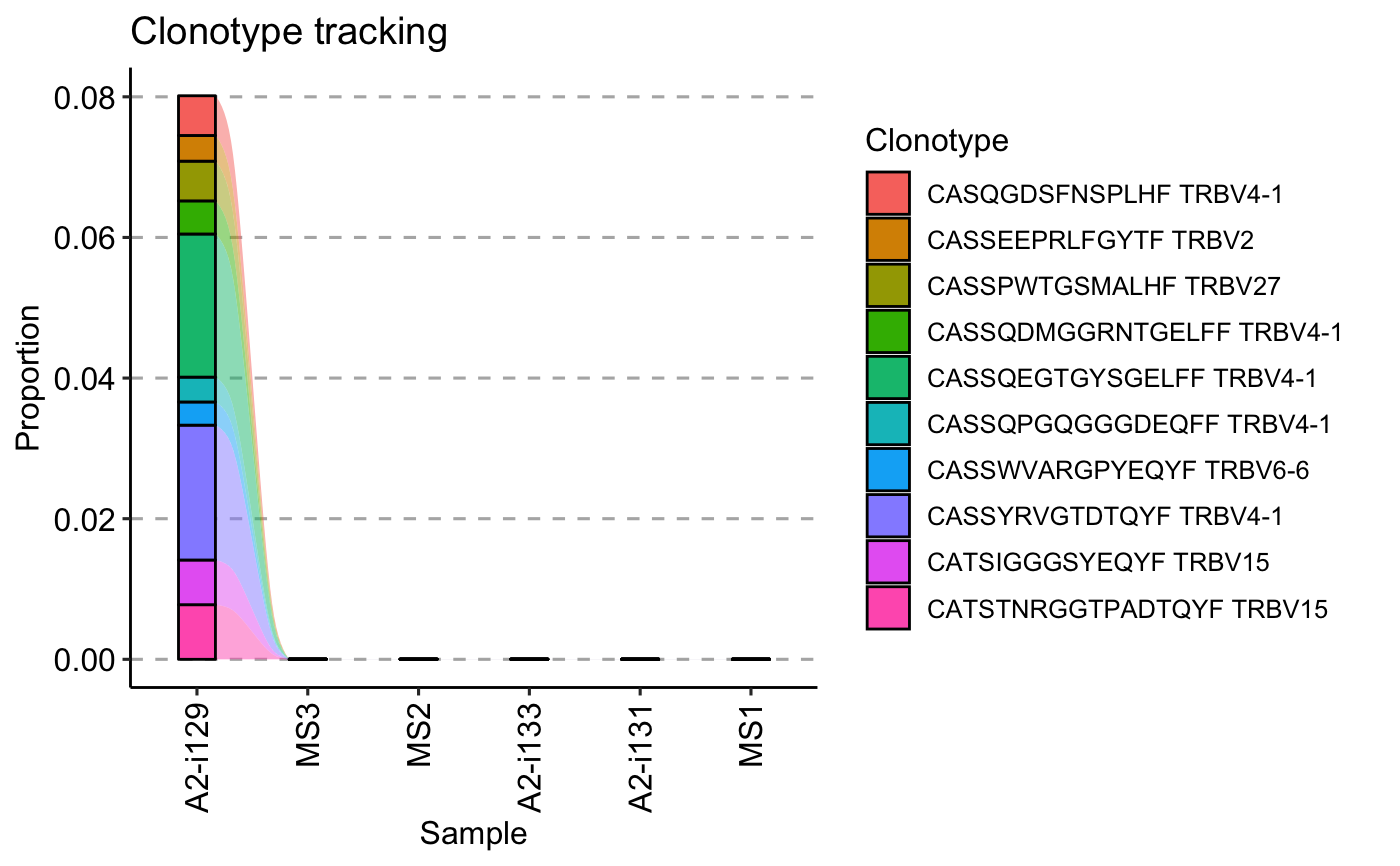 Clonotype tracking
0.08
0.06
0.04
0.02
0.00
Proportion
A2-i129
MS3
MS2
A2-i133
A2-i131
MS1
Sample
Clonotype
CASQGDSFNSPLHF TRBV4-1
CASSEEPRLFGYTF TRBV2
CASSPWTGSMALHF TRBV27
CASSQDMGGRNTGELFF TRBV4-1
CASSQEGTGYSGELFF TRBV4-1
CASSQPGQGGGDEQFF TRBV4-1
CASSWVARGPYEQYF TRBV6-6
CASSYRVGTDTQYF TRBV4-1
CATSIGGGSYEQYF TRBV15
CATSTNRGGTPADTQYF TRBV15